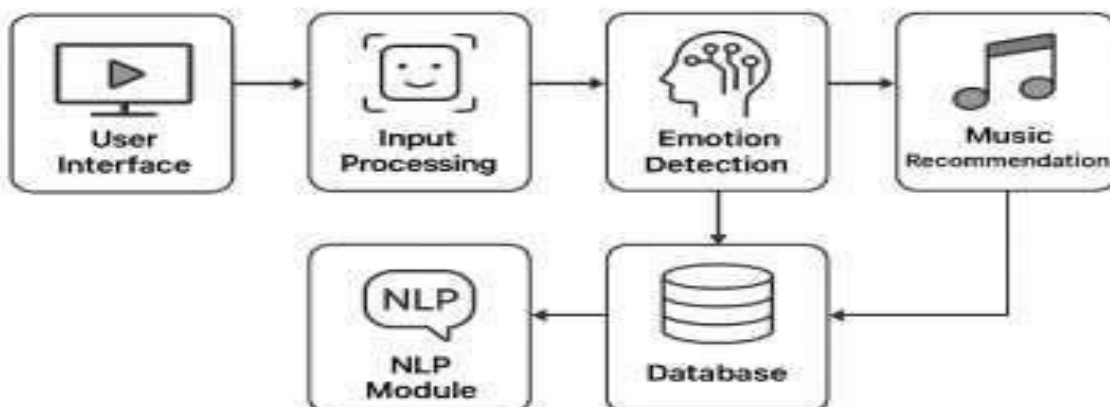 User
Interface
Input
Processing
Emotion
Detection
Music
Recommendation
NLP
NLP
Module
Database